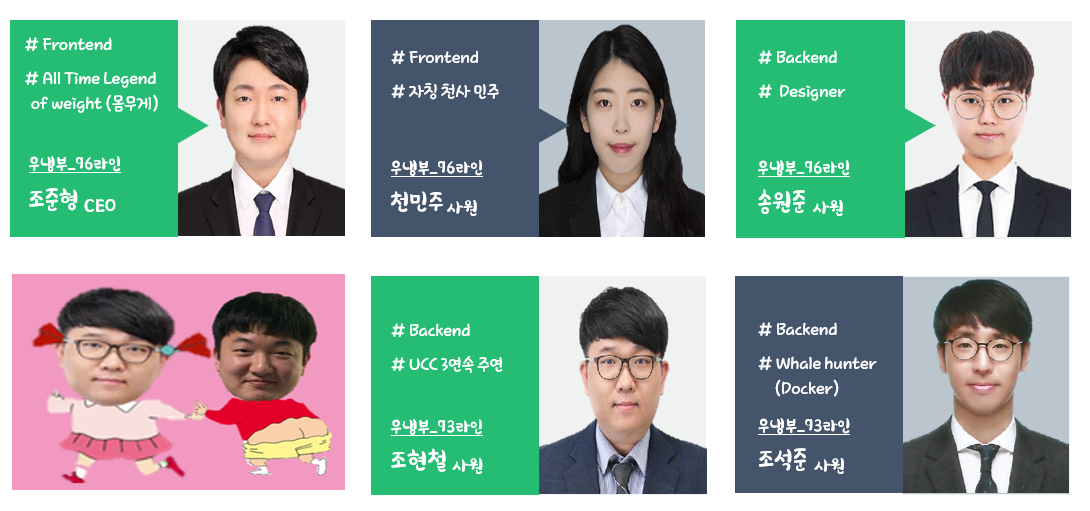 # Frontend
# All Time Legend
of weight (몸무게)
우냉부_96라인
조준형 CEO
# Frontend
# 자칭 천사 민주
우냉부_96라인
천민주 사원
# Backend
# Designer
우냉부_96라인
송원준 사원
# Backend
# UCC 3연속 주연
우냉부_93라인
조현철 사원
# Backend
# Whale hunter
(Docker)
우냉부_93라인
조석준 사원